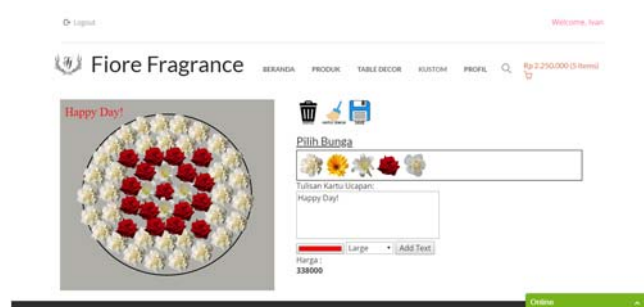 Logout
Welcome, Ivan
Fiore Fragrance
BERANDA PRODUK TABLE DECOR KUSTOM PROFIL
Rp 2.250,000 (5 items)
Happy Day!
Pilih Bunga
Tulisan Kartu Ucapan:
Happy Day!
Large
Add Text
Harga :
338000
Online